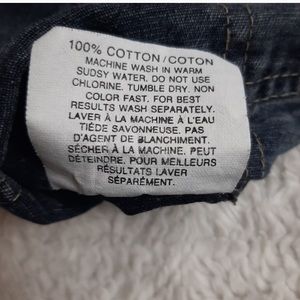 100% COTTON/COTON
MACHINE WASH IN WARM
SUDSY WATER. DO NOT USE
CHLORINE. TUMBLE DRY. NON
COLOR FAST. FOR BEST
RESULTS WASH SEPARATELY.
LAVER À LA MACHINE À L'EAU
TIÉDE SAVONNEUSE. PAS
D'AGENT DE BLANCHIMENT.
SÉCHER À LA MACHINE. PEUT
DÉTEINDRE. POUR MEILLEURS
RÉSULTATS LAVER
SÉPARÉMENT.